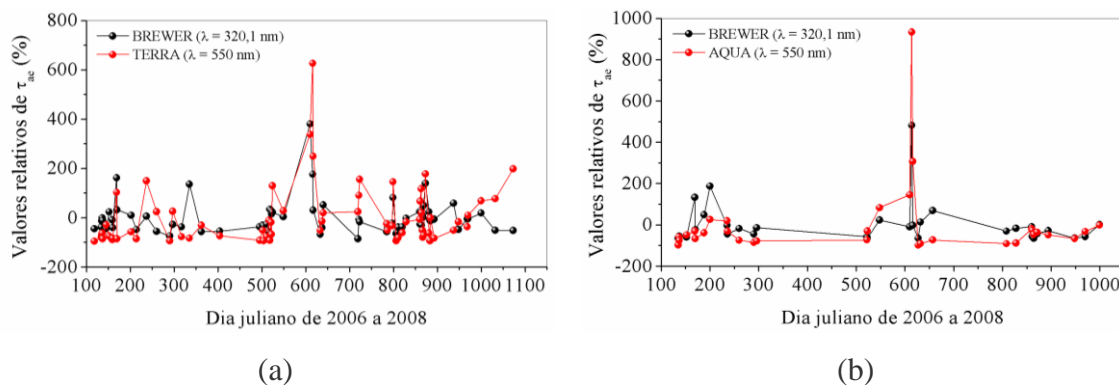 800
600
400
200
0
-200
Valores relativos de τae (%)
BREWER (λ = 320,1 nm)
TERRA (λ = 550 nm)
100 200 300 400 500 600 700 800 900 1000 1100
Dia juliano de 2006 a 2008
(a)
1000
800
600
400
200
0
-200
Valores relativos de τae (%)
BREWER (λ = 320,1 nm)
AQUA (λ = 550 nm)
100 200 300 400 500 600 700 800 900 1000
Dia juliano de 2006 a 2008
(b)